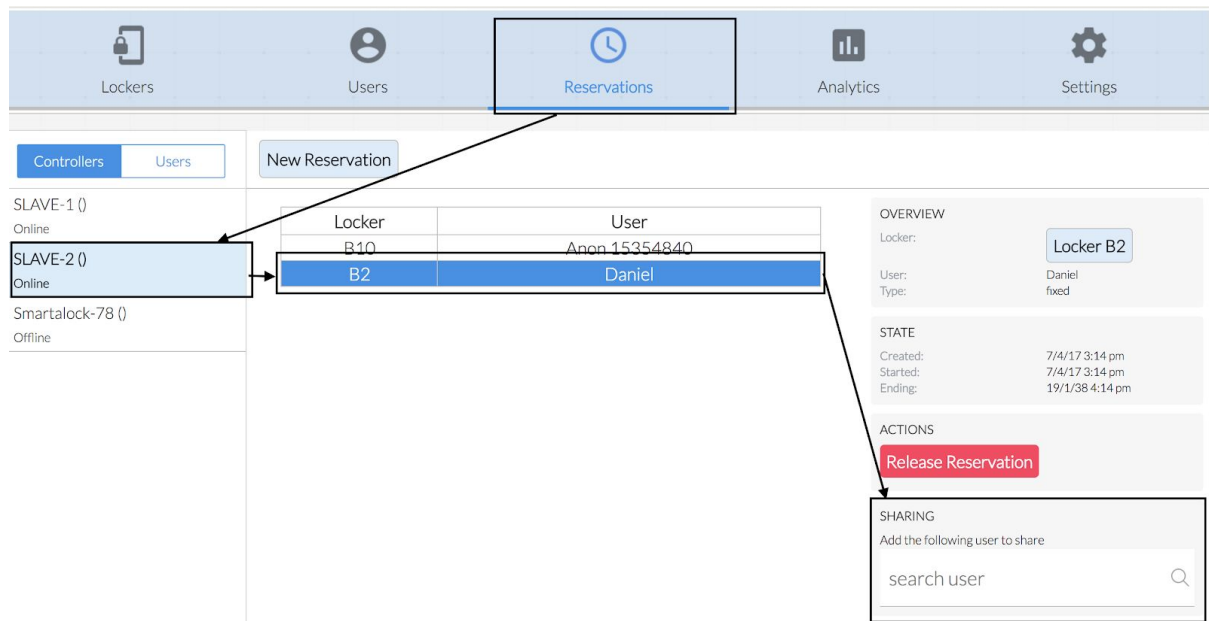 Lockers
Users
Reservations
Analytics
Settings
Controllers
Users
New Reservation
SLAVE-1 ()
Online
SLAVE-2 ()
Online
Smartalock-78 ()
Offline
Locker User
B10 Anon 15354840
B2 Daniel
OVERVIEW
Locker: Locker B2
User: Daniel
Type: fixed
STATE
Created: 7/4/17 3:14 pm
Started: 7/4/17 3:14 pm
Ending: 19/1/38 4:14 pm
ACTIONS
Release Reservation
SHARING
Add the following user to share
search user